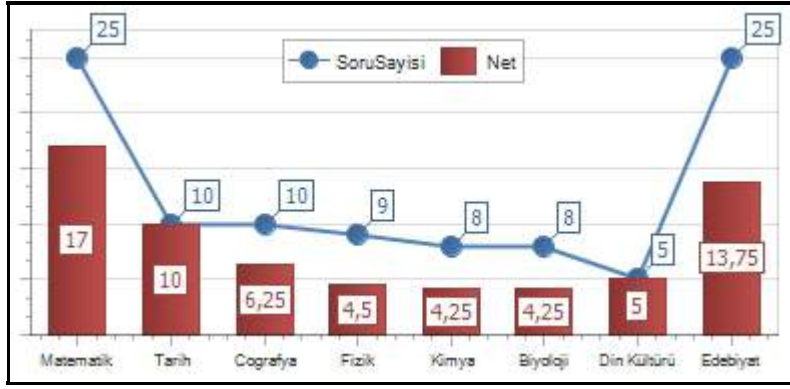 25
25
SoruSayisi
Net
10
10
9
8
8
5
17
10
6,25
4,5
4,25
4,25
5
13,75
Matematik
Tarih
Cografya
Fizik
Kimya
Biyoloji
Din Kültürü
Edebiyat